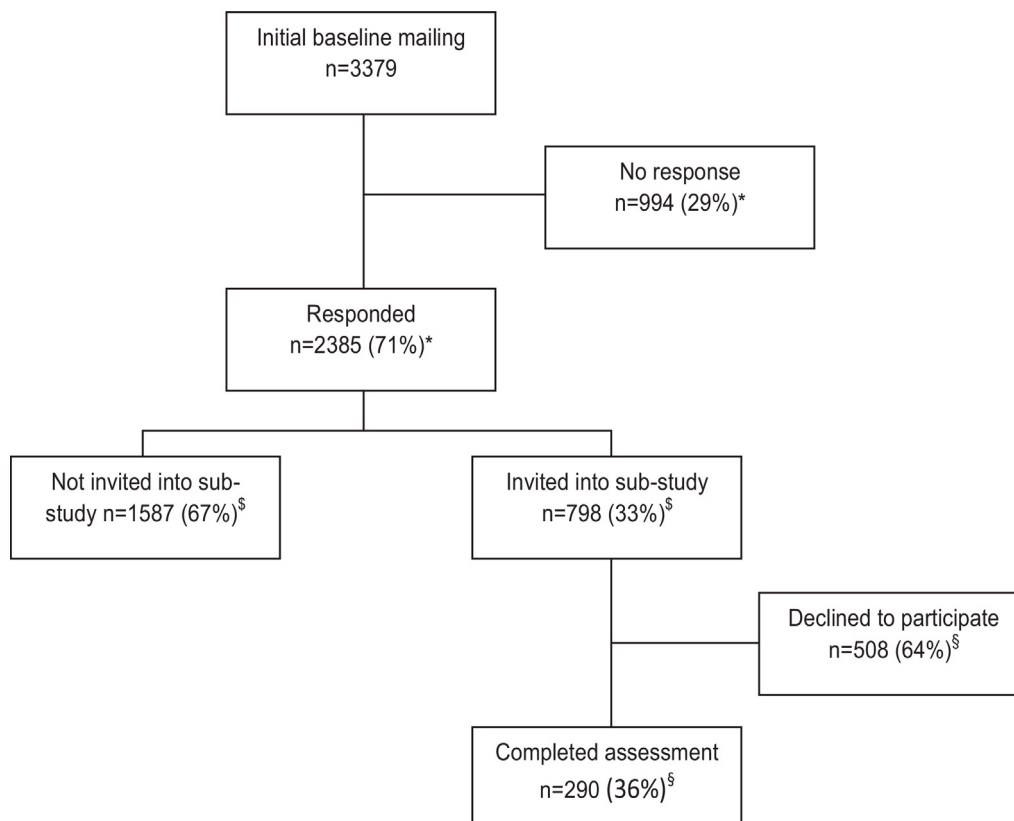 Initial baseline mailing
n=3379
No response
n=994 (29%)*
Responded
n=2385 (71%)*
Not invited into sub-
study n=1587 (67%)$
Invited into sub-study
n=798 (33%)$
Declined to participate
n=508 (64%)§
Completed assessment
n=290 (36%)§